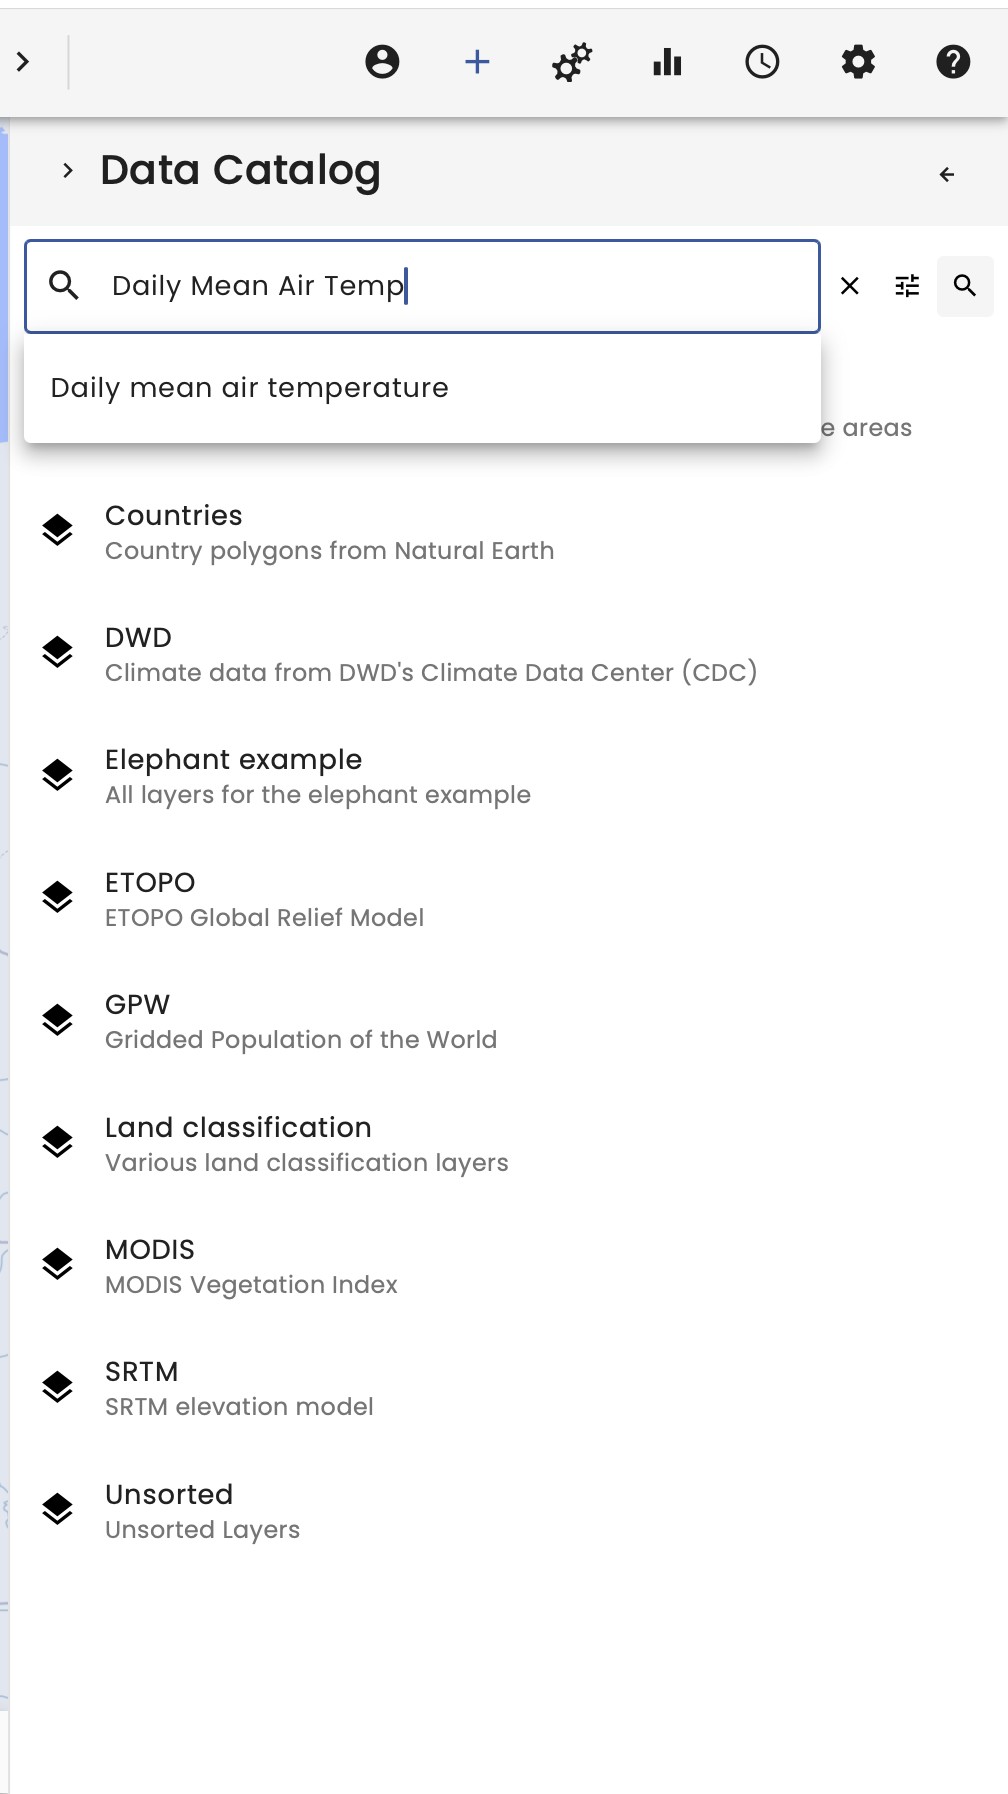 Data Catalog
Daily Mean Air Temp
Daily mean air temperature
e areas
Countries
Country polygons from Natural Earth
DWD
Climate data from DWD's Climate Data Center (CDC)
Elephant example
All layers for the elephant example
ETOPO
ETOPO Global Relief Model
GPW
Gridded Population of the World
Land classification
Various land classification layers
MODIS
MODIS Vegetation Index
SRTM
SRTM elevation model
Unsorted
Unsorted Layers